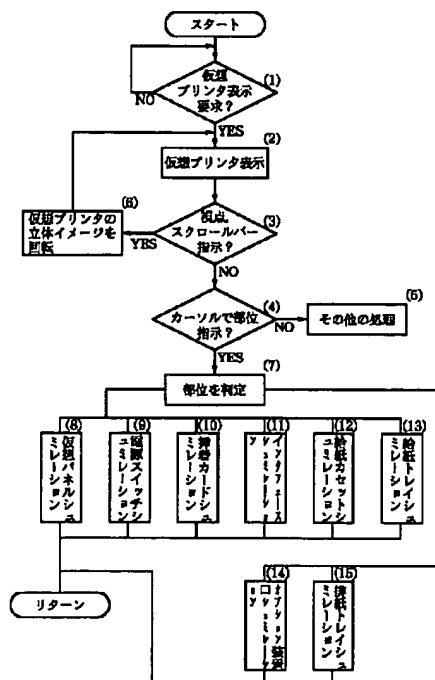 スタート
(1)
仮想
プリンタ表示
要求?
NO
YES
(2)
仮想プリンタ表示
(6)
仮想プリンタの
立体イメージを
回転
(3)
視点
スクロールバー
指示?
YES
NO
(4)
カーソルで部位
指示?
NO
(5)
その他の処理
YES
(7)
部位を判定
(8)
仮想パネルシュ
ミレーション
(9)
電源スイッチシ
ュミレーション
(10)
挿着カードシュ
ミレーション
(11)
インタフェース
シュミレーション
(12)
給紙カセットシ
ュミレーション
(13)
給紙トレイシュ
ミレーション
リターン
(14)
オプション装置
シュミレーション
(15)
排紙トレイシュ
ミレーション